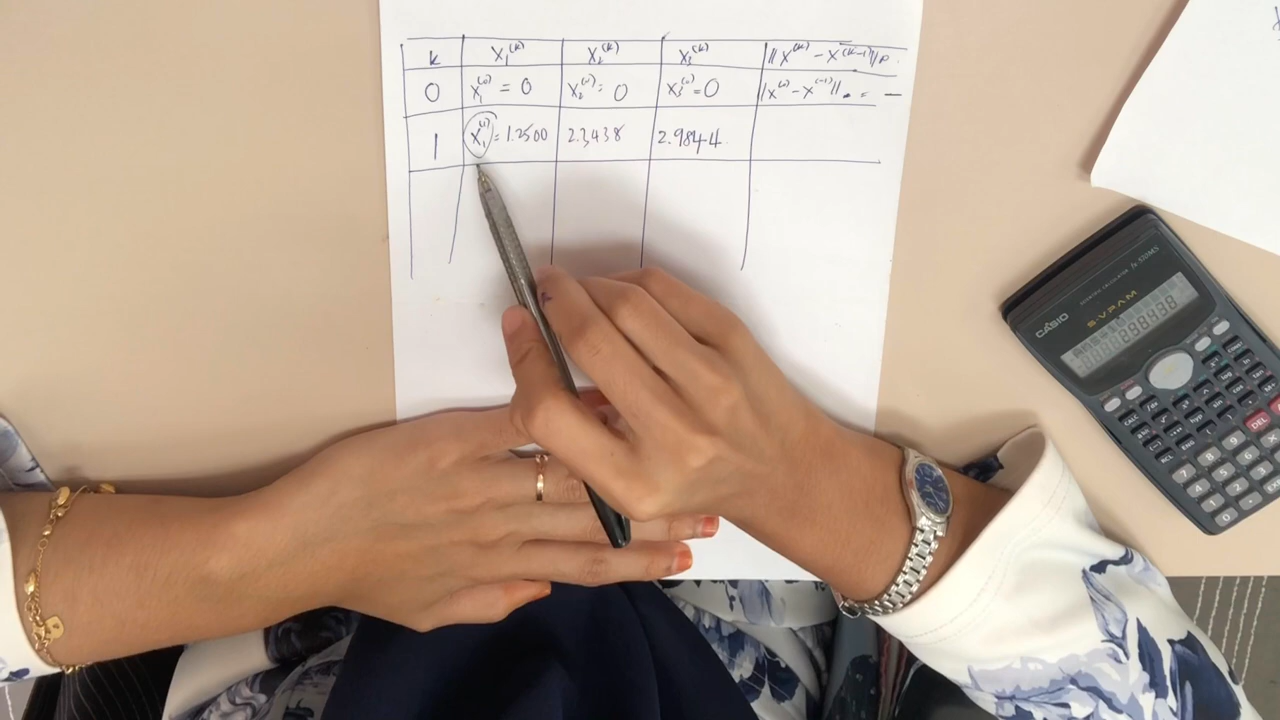 k x₁⁽ᵏ⁾ x₂⁽ᵏ⁾ x₃⁽ᵏ⁾ ||x⁽ᵏ⁾ - x⁽ᵏ⁻¹⁾||∞
0 x₁⁽⁰⁾ = 0 x₂⁽⁰⁾ = 0 x₃⁽⁰⁾ = 0 ||x⁽⁰⁾ - x⁽⁻¹⁾||∞ = —
1 x₁⁽¹⁾ = 1.2500 2.3438 2.9844
CASIO
S-V.P.A.M.
DEL